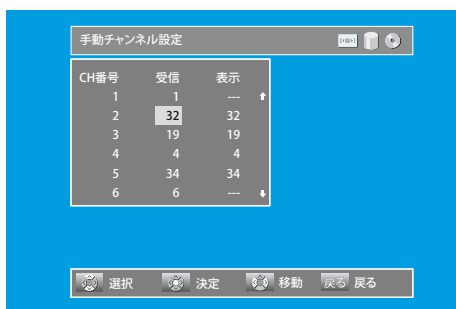 手動チャンネル設定
CH番号 受信 表示
1 1 ---
2 32 32
3 19 19
4 4 4
5 34 34
6 6 ---
選択 決定 移動 戻る 戻る